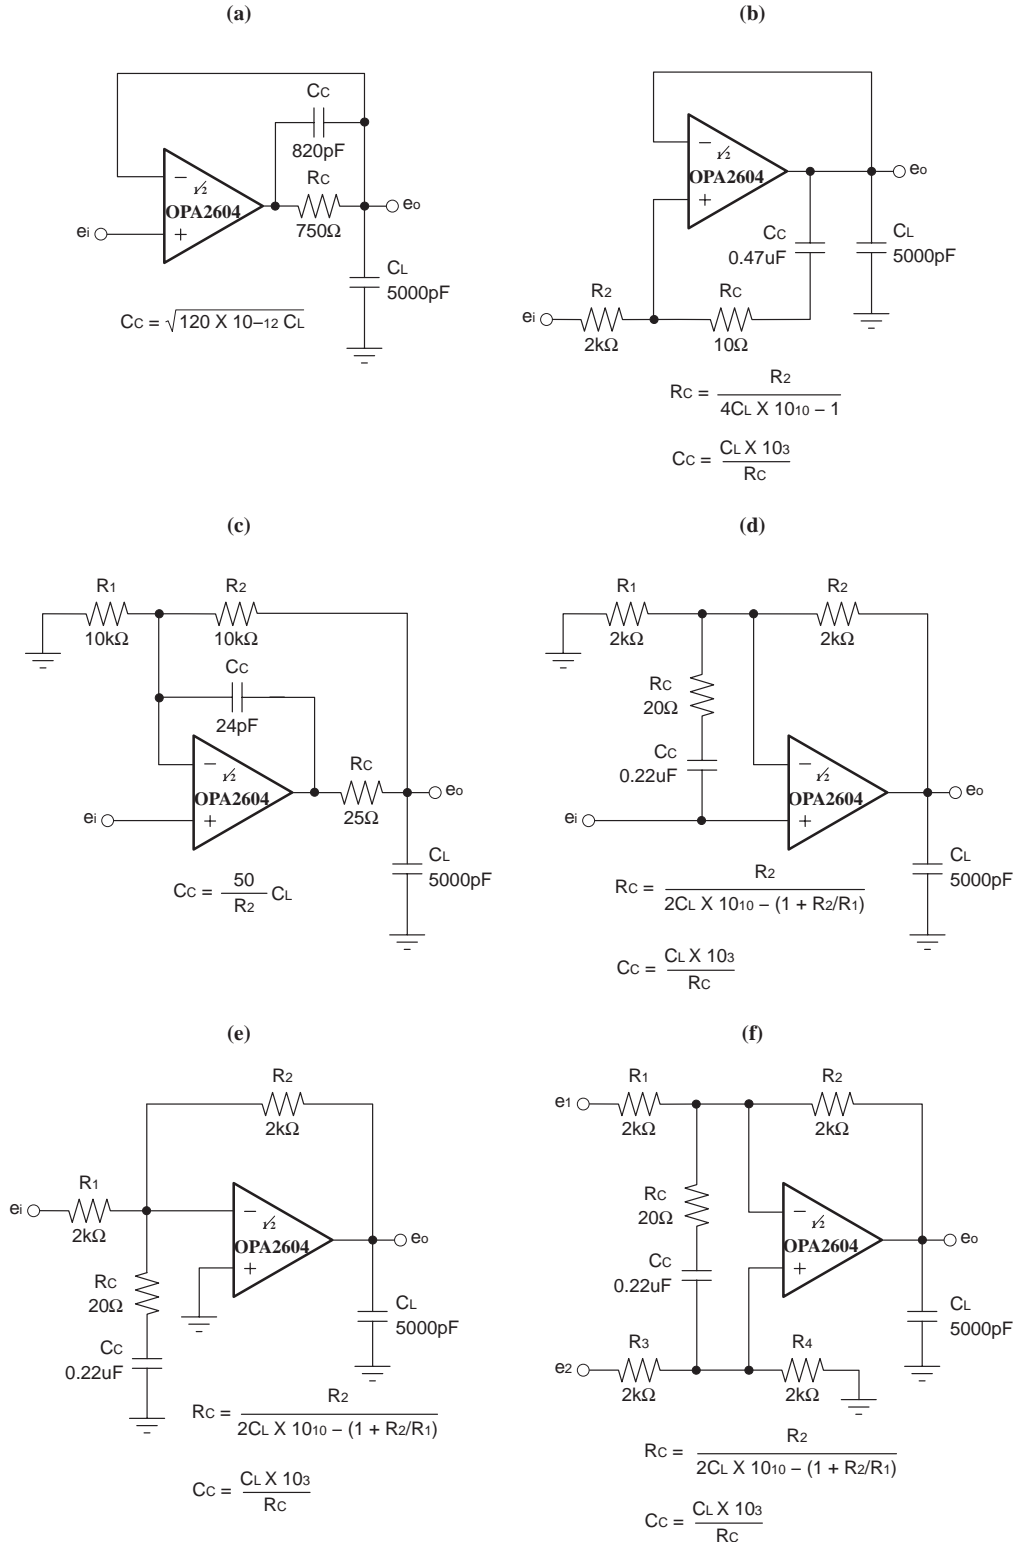 (a)
CC
820pF
–
1/2
OPA2604
+
RC
750Ω
ei
eo
CL
5000pF
CC = √120 X 10–12 CL
(b)
–
1/2
OPA2604
+
eo
CC
0.47uF
CL
5000pF
R2
2kΩ
RC
10Ω
ei
RC = R2
4CL X 1010 – 1
CC = CL X 103
RC
(c)
R1
10kΩ
R2
10kΩ
CC
24pF
–
1/2
OPA2604
+
RC
25Ω
ei
eo
CL
5000pF
CC = 50
R2
CL
(d)
R1
2kΩ
R2
2kΩ
RC
20Ω
CC
0.22uF
–
1/2
OPA2604
+
ei
eo
CL
5000pF
RC = R2
2CL X 1010 – (1 + R2/R1)
CC = CL X 103
RC
(e)
R2
2kΩ
R1
2kΩ
ei
–
1/2
OPA2604
+
eo
RC
20Ω
CC
0.22uF
CL
5000pF
RC = R2
2CL X 1010 – (1 + R2/R1)
CC = CL X 103
RC
(f)
e1
R1
2kΩ
R2
2kΩ
RC
20Ω
CC
0.22uF
–
1/2
OPA2604
+
eo
CL
5000pF
e2
R3
2kΩ
R4
2kΩ
RC = R2
2CL X 1010 – (1 + R2/R1)
CC = CL X 103
RC